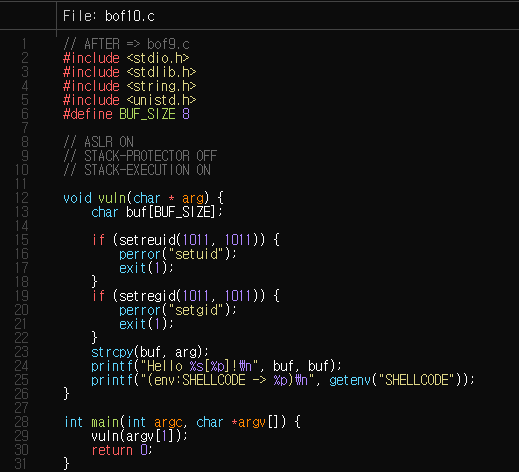 File: bof10.c
1 // AFTER => bof9.c
2 #include <stdio.h>
3 #include <stdlib.h>
4 #include <string.h>
5 #include <unistd.h>
6 #define BUF_SIZE 8
7
8 // ASLR ON
9 // STACK-PROTECTOR OFF
10 // STACK-EXECUTION ON
11
12 void vuln(char * arg) {
13     char buf[BUF_SIZE];
14
15     if (setreuid(1011, 1011)) {
16         perror("setuid");
17         exit(1);
18     }
19     if (setregid(1011, 1011)) {
20         perror("setgid");
21         exit(1);
22     }
23     strcpy(buf, arg);
24     printf("Hello %s[%p]!₩n", buf, buf);
25     printf("(env:SHELLCODE -> %p)₩n", getenv("SHELLCODE"));
26 }
27
28 int main(int argc, char *argv[]) {
29     vuln(argv[1]);
30     return 0;
31 }